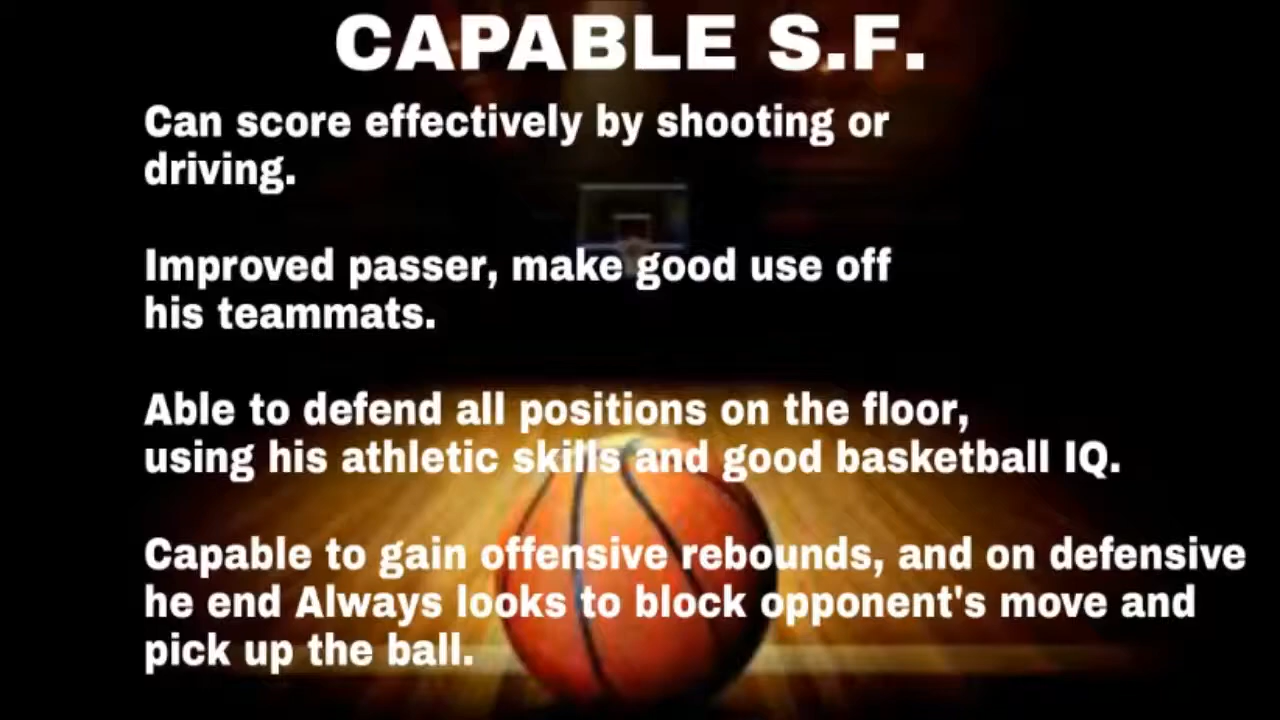 CAPABLE S.F.
Can score effectively by shooting or
driving.
Improved passer, make good use off
his teammats.
Able to defend all positions on the floor,
using his athletic skills and good basketball IQ.
Capable to gain offensive rebounds, and on defensive
he end Always looks to block opponent's move and
pick up the ball.